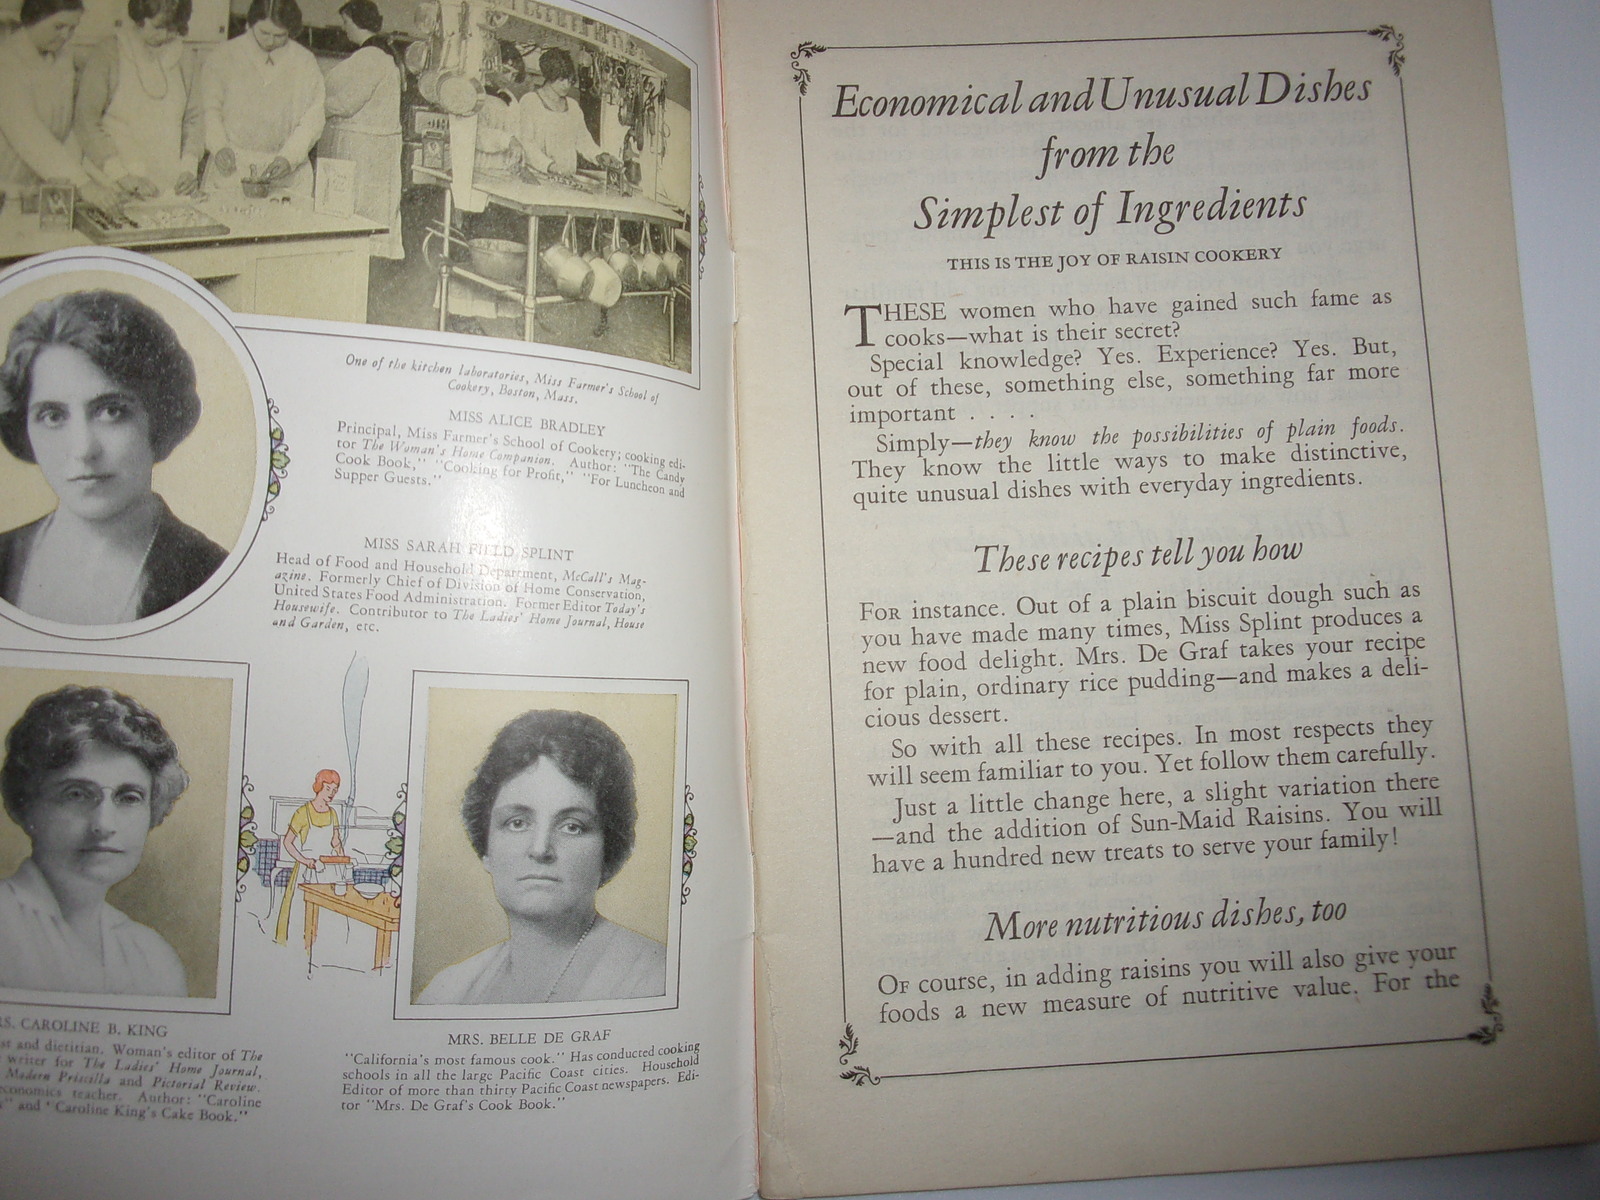 One of the kitchen laboratories, Miss Farmer's School of
Cookery, Boston, Mass.
MISS ALICE BRADLEY
Principal, Miss Farmer's School of Cookery; cooking edi-
tor The Woman's Home Companion. Author: "The Candy
Cook Book," "Cooking for Profit," "For Luncheon and
Supper Guests."
MISS SARAH FIELD SPLINT
Head of Food and Household Department, McCall's Mag-
azine. Formerly Chief of Division of Home Conservation,
United States Food Administration. Former Editor Today's
Housewife. Contributor to The Ladies' Home Journal, House
and Garden, etc.
CAROLINE B. KING
and dietitian. Woman's editor of The
writer for The Ladies' Home Journal,
Modern Priscilla and Pictorial Review.
economics teacher. Author: "Caroline
and "Caroline King's Cake Book."
MRS. BELLE DE GRAF
"California's most famous cook." Has conducted cooking
schools in all the large Pacific Coast cities. Household
Editor of more than thirty Pacific Coast newspapers. Edi-
tor "Mrs. De Graf's Cook Book."
Economical and Unusual Dishes
from the
Simplest of Ingredients
THIS IS THE JOY OF RAISIN COOKERY
THESE women who have gained such fame as
cooks—what is their secret?
Special knowledge? Yes. Experience? Yes. But,
out of these, something else, something far more
important . . . .
Simply—they know the possibilities of plain foods.
They know the little ways to make distinctive,
quite unusual dishes with everyday ingredients.
These recipes tell you how
FOR instance. Out of a plain biscuit dough such as
you have made many times, Miss Splint produces a
new food delight. Mrs. De Graf takes your recipe
for plain, ordinary rice pudding—and makes a deli-
cious dessert.
So with all these recipes. In most respects they
will seem familiar to you. Yet follow them carefully.
Just a little change here, a slight variation there
—and the addition of Sun-Maid Raisins. You will
have a hundred new treats to serve your family!
More nutritious dishes, too
OF course, in adding raisins you will also give your
foods a new measure of nutritive value. For the